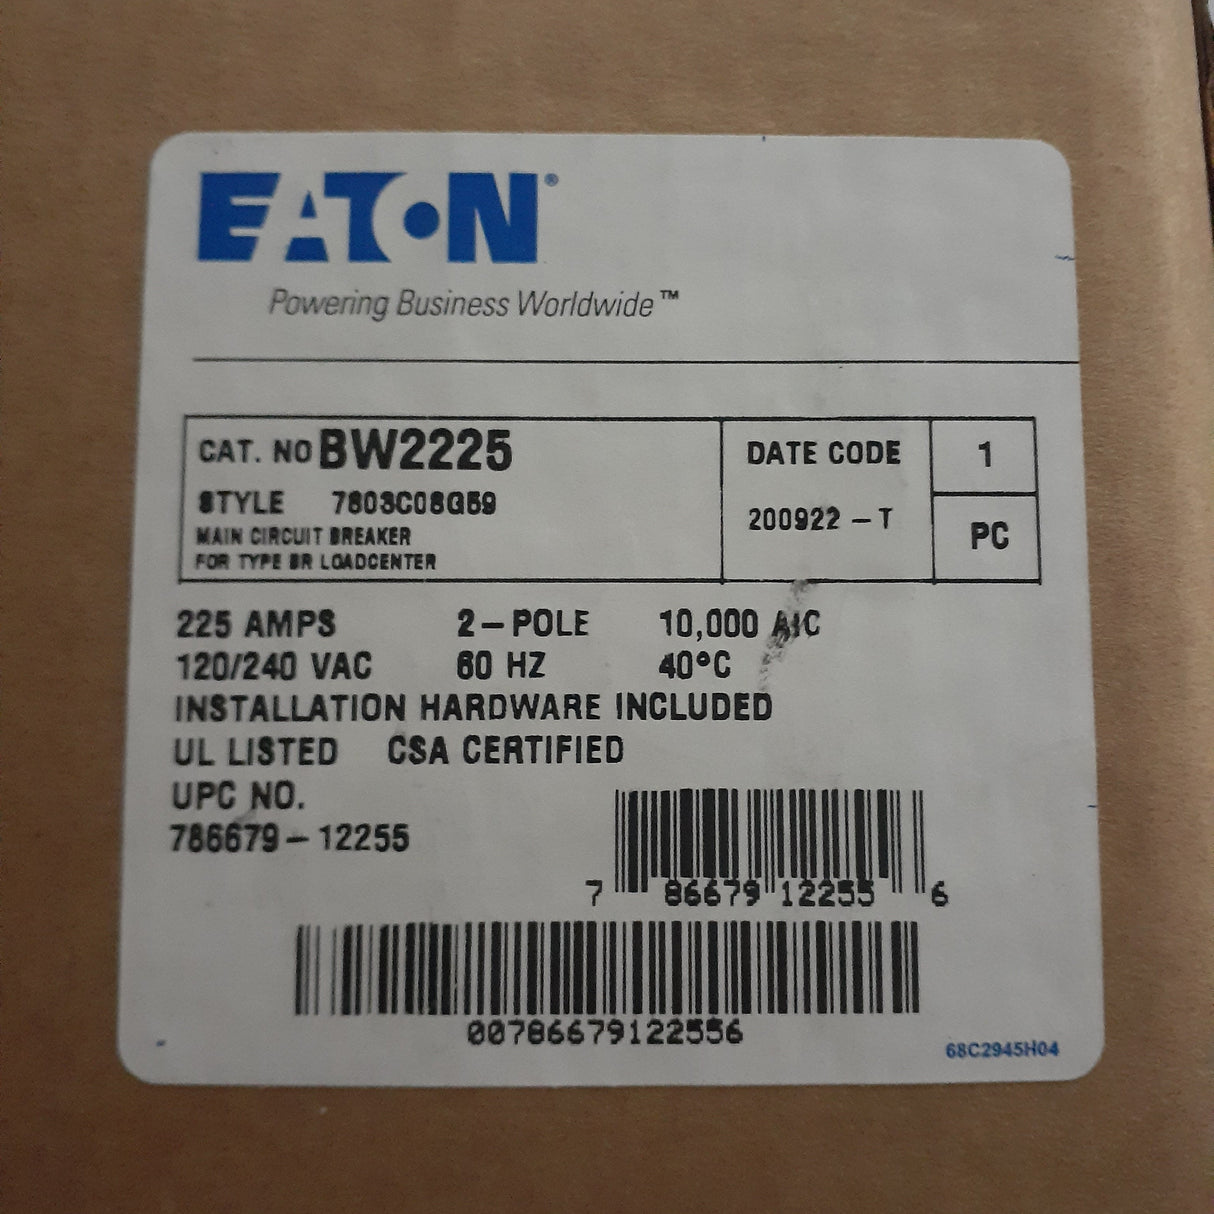 EATON®
Powering Business Worldwide™
CAT. NO BW2225
STYLE 7803C08G59
MAIN CIRCUIT BREAKER
FOR TYPE BR LOADCENTER
DATE CODE
200922 – T
1
PC
225 AMPS 2–POLE 10,000 AIC
120/240 VAC 60 HZ 40°C
INSTALLATION HARDWARE INCLUDED
UL LISTED CSA CERTIFIED
UPC NO.
786679 – 12255
7 86679 12255 6
00786679122556
68C2945H04